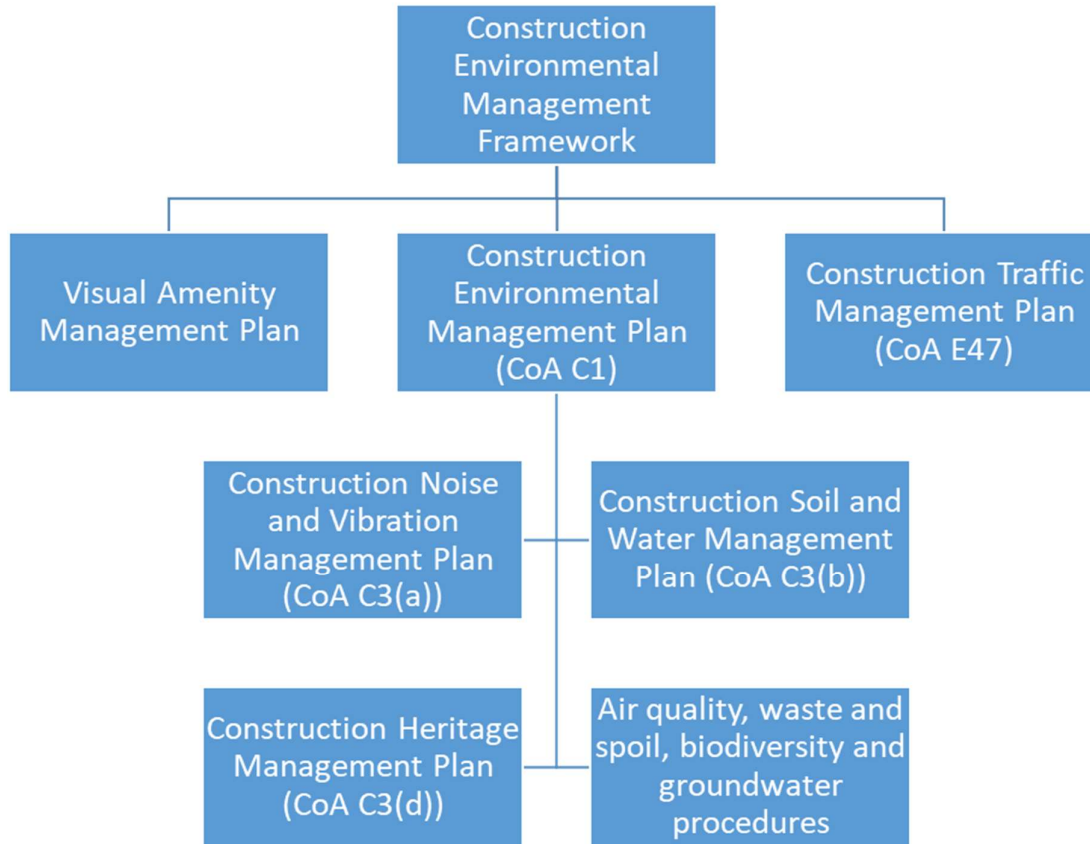 Construction
Environmental
Management
Framework
Visual Amenity
Management Plan
Construction
Environmental
Management Plan
(CoA C1)
Construction Traffic
Management Plan
(CoA E47)
Construction Noise
and Vibration
Management Plan
(CoA C3(a))
Construction Soil and
Water Management
Plan (CoA C3(b))
Construction Heritage
Management Plan
(CoA C3(d))
Air quality, waste and
spoil, biodiversity and
groundwater
procedures